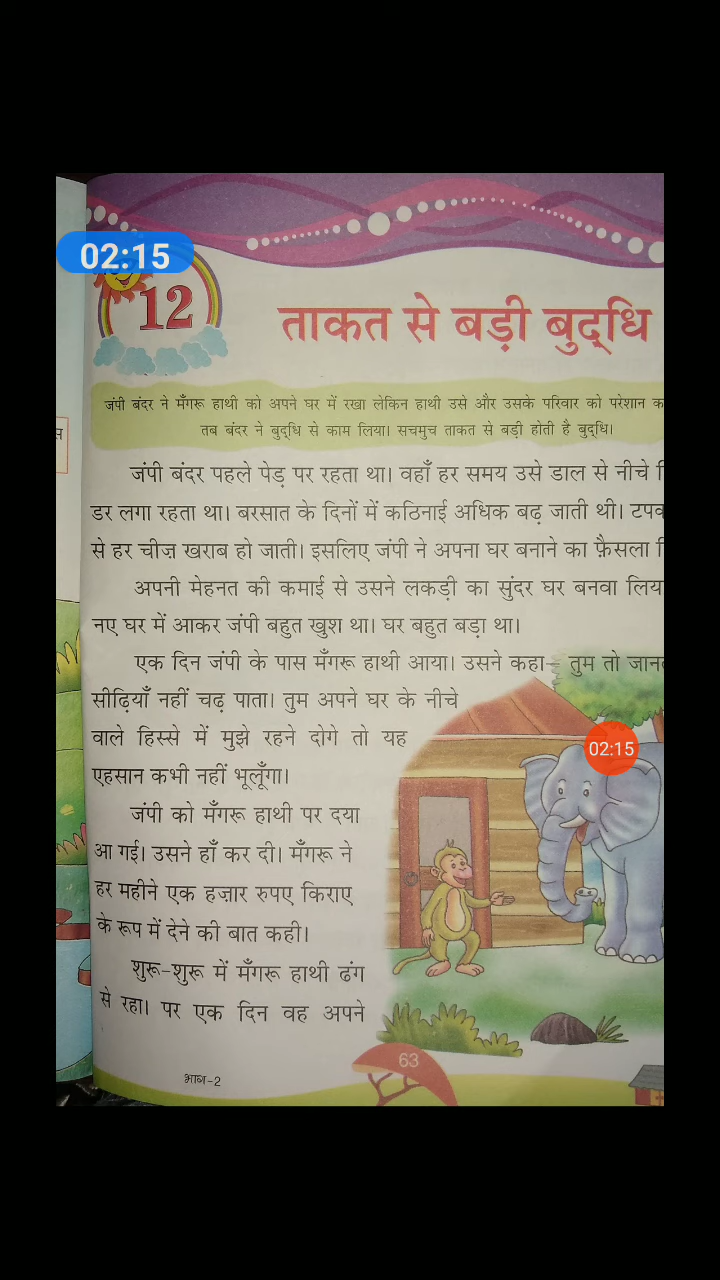 02:15
12
ताकत से बड़ी बुद्धि
जंपी बंदर ने मँगरू हाथी को अपने घर में रखा लेकिन हाथी उसे और उसके परिवार को परेशान
तब बंदर ने बुद्धि से काम लिया। सचमुच ताकत से बड़ी होती है बुद्धि।
जंपी बंदर पहले पेड़ पर रहता था। वहाँ हर समय उसे डाल से नीचे
डर लगा रहता था। बरसात के दिनों में कठिनाई अधिक बढ़ जाती थी।
से हर चीज़ खराब हो जाती। इसलिए जंपी ने अपना घर बनाने का फ़ैसला
अपनी मेहनत की कमाई से उसने लकड़ी का सुंदर घर बनवा
नए घर में आकर जंपी बहुत खुश था। घर बहुत बड़ा था।
एक दिन जंपी के पास मँगरू हाथी आया। उसने कहा– तुम तो
सीढ़ियाँ नहीं चढ़ पाता। तुम अपने घर के नीचे
वाले हिस्से में मुझे रहने दोगे तो यह
एहसान कभी नहीं भूलूँगा।
02:15
जंपी को मँगरू हाथी पर दया
आ गई। उसने हाँ कर दी। मँगरू ने
हर महीने एक हज़ार रुपए किराए
के रूप में देने की बात कही।
शुरू-शुरू में मँगरू हाथी ढंग
से रहा। पर एक दिन वह अपने
भाग-2
63